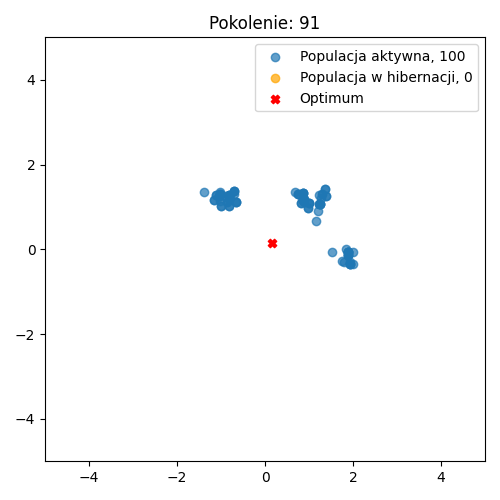 Pokolenie: 91
Populacja aktywna, 100
Populacja w hibernacji, 0
Optimum
4
2
0
−2
−4
−4 −2 0 2 4